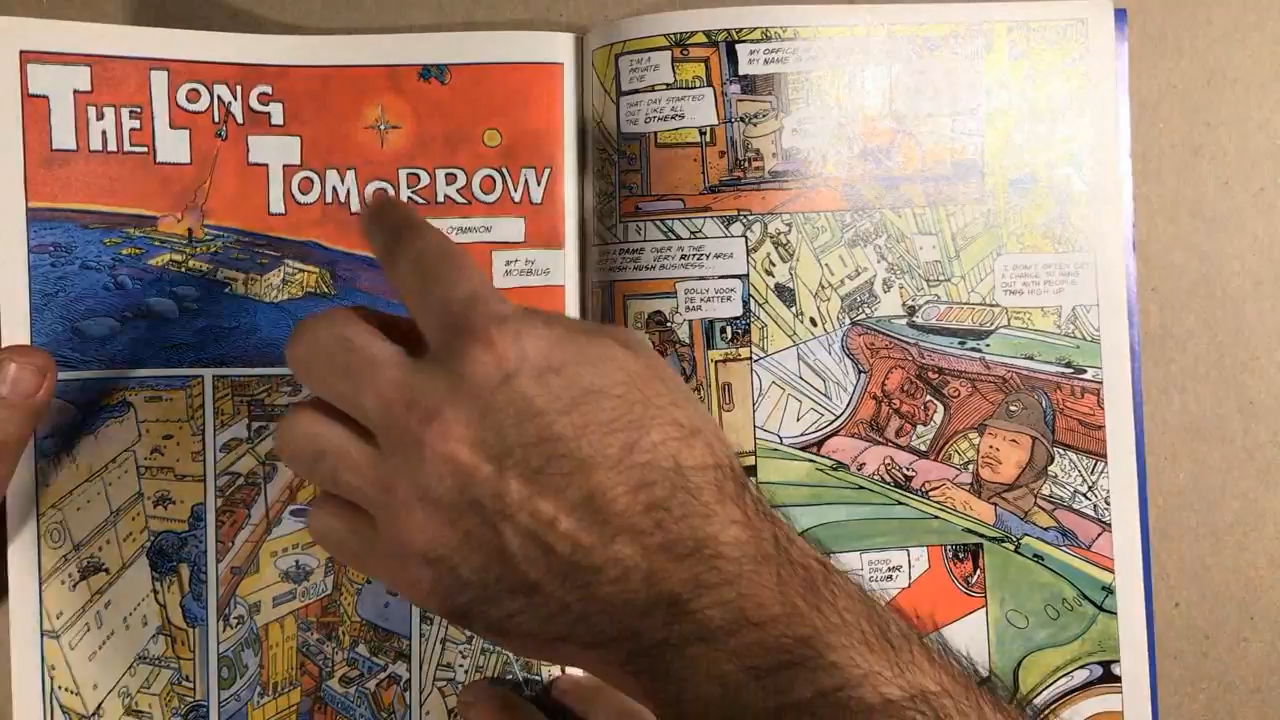 THE LONG
TOMORROW
O'BANNON
art by
MOEBIUS
I'M A
PRIVATE
EYE
MY OFFICE
MY NAME
THAT DAY STARTED
OUT LIKE ALL
THE OTHERS...
A DAME OVER IN THE
ZONE... VERY RITZY AREA
HUSH-HUSH BUSINESS...
DOLLY VOOK
DE KATTER-
BAR...
I DON'T OFTEN GET
A CHANCE TO HANG
OUT WITH PEOPLE
THIS HIGH UP
GOOD
DAY, MR.
CLUB!